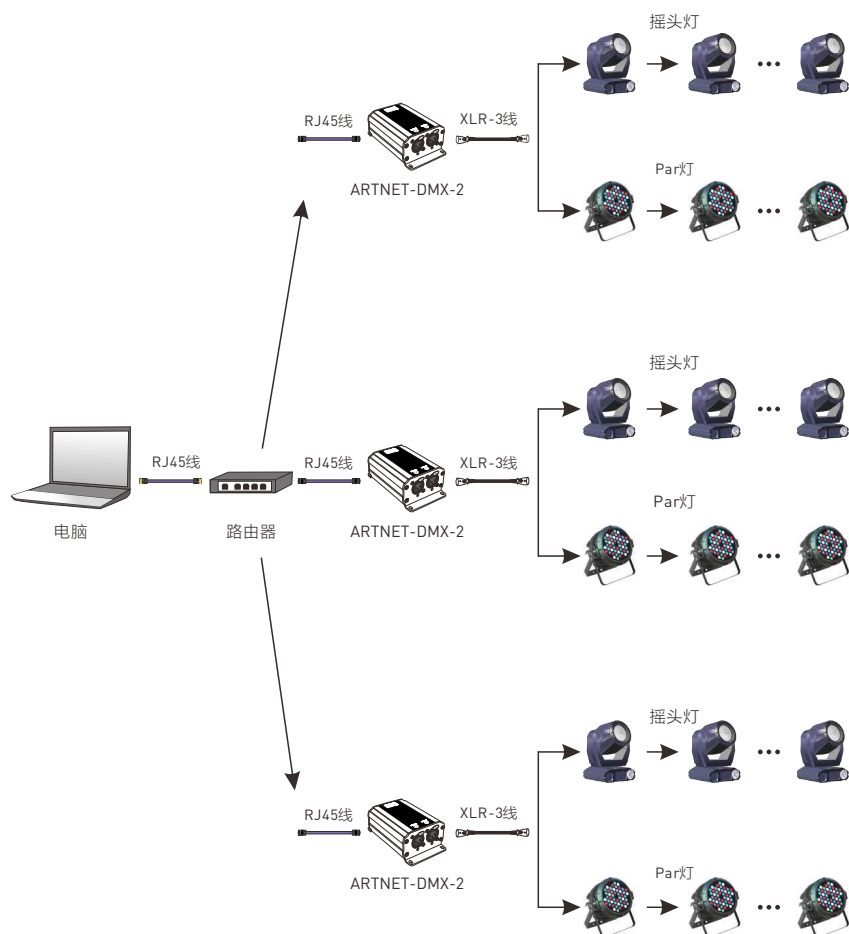 摇头灯
RJ45线
XLR-3线
ARTNET-DMX-2
Par灯
摇头灯
RJ45线
RJ45线
XLR-3线
Par灯
电脑
路由器
ARTNET-DMX-2
摇头灯
RJ45线
XLR-3线
Par灯
ARTNET-DMX-2